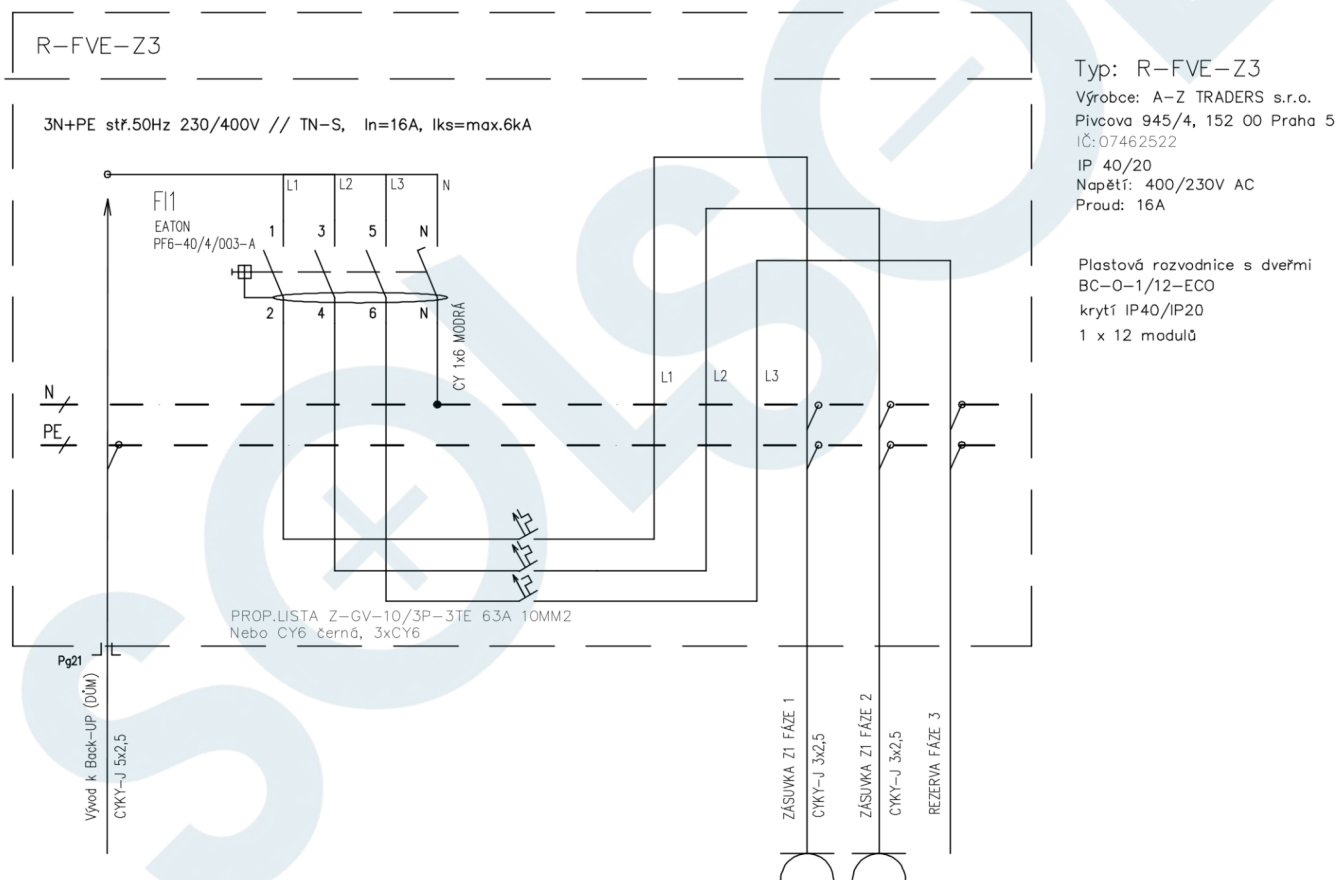 R-FVE-Z3
3N+PE stř.50Hz 230/400V // TN-S, In=16A, Iks=max.6kA
FI1
EATON
PF6-40/4/003-A
L1
L2
L3
N
1
3
5
N
2
4
6
N
CY 1x6 MODRÁ
L1
L2
L3
N
PE
PROP.LISTA Z-GV-10/3P-3TE 63A 10MM2
Nebo CY6 černá, 3xCY6
Pg21
Vývod k Back-UP (DŮM)
CYKY-J 5x2,5
ZÁSUVKA Z1 FÁZE 1
CYKY-J 3x2,5
ZÁSUVKA Z1 FÁZE 2
CYKY-J 3x2,5
REZERVA FÁZE 3
Typ: R-FVE-Z3
Výrobce: A-Z TRADERS s.r.o.
Pivcova 945/4, 152 00 Praha 5
IČ:07462522
IP 40/20
Napětí: 400/230V AC
Proud: 16A
Plastová rozvodnice s dveřmi
BC-O-1/12-ECO
krytí IP40/IP20
1 x 12 modulů